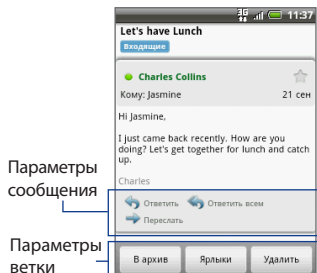 3G 11:37
Let's have Lunch
Входящие
Charles Collins
Кому: Jasmine 21 сен
Hi Jasmine,
I just came back recently. How are you
doing? Let's get together for lunch and catch
up.
Charles
Параметры
сообщения
Ответить Ответить всем
Переслать
Параметры
ветки
В архив Ярлыки Удалить